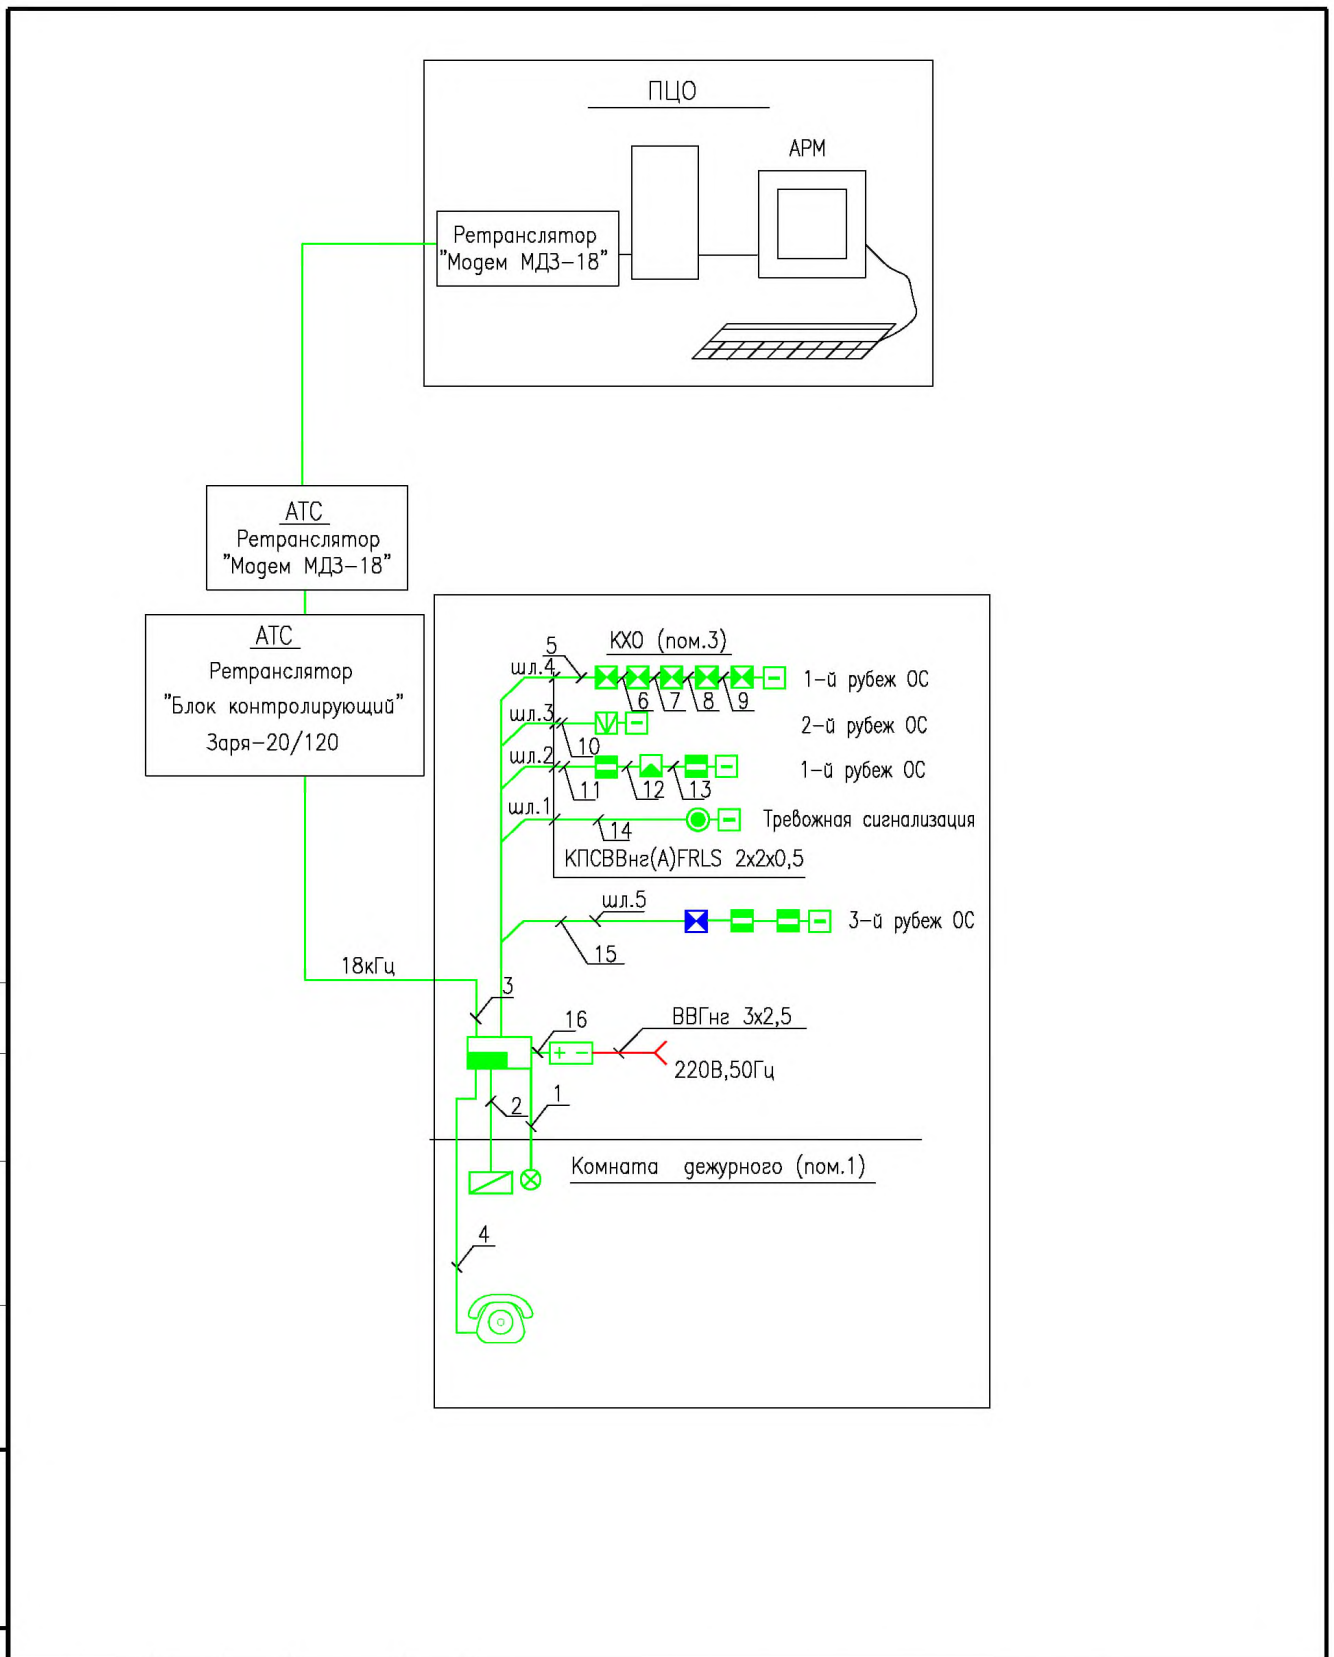 ПЦО
АРМ
Ретранслятор
"Модем МДЗ-18"
АТС
Ретранслятор
"Модем МДЗ-18"
АТС
Ретранслятор
"Блок контролирующий"
Заря-20/120
КХО (пом.3)
5
шл.4
6
7
8
9
1-й рубеж ОС
шл.3
10
2-й рубеж ОС
шл.2
11
12
13
1-й рубеж ОС
шл.1
14
Тревожная сигнализация
КПСВВнг(А)FRLS 2х2х0,5
шл.5
15
3-й рубеж ОС
18кГц
3
16
ВВГнг 3х2,5
220В,50Гц
2
1
Комната дежурного (пом.1)
4